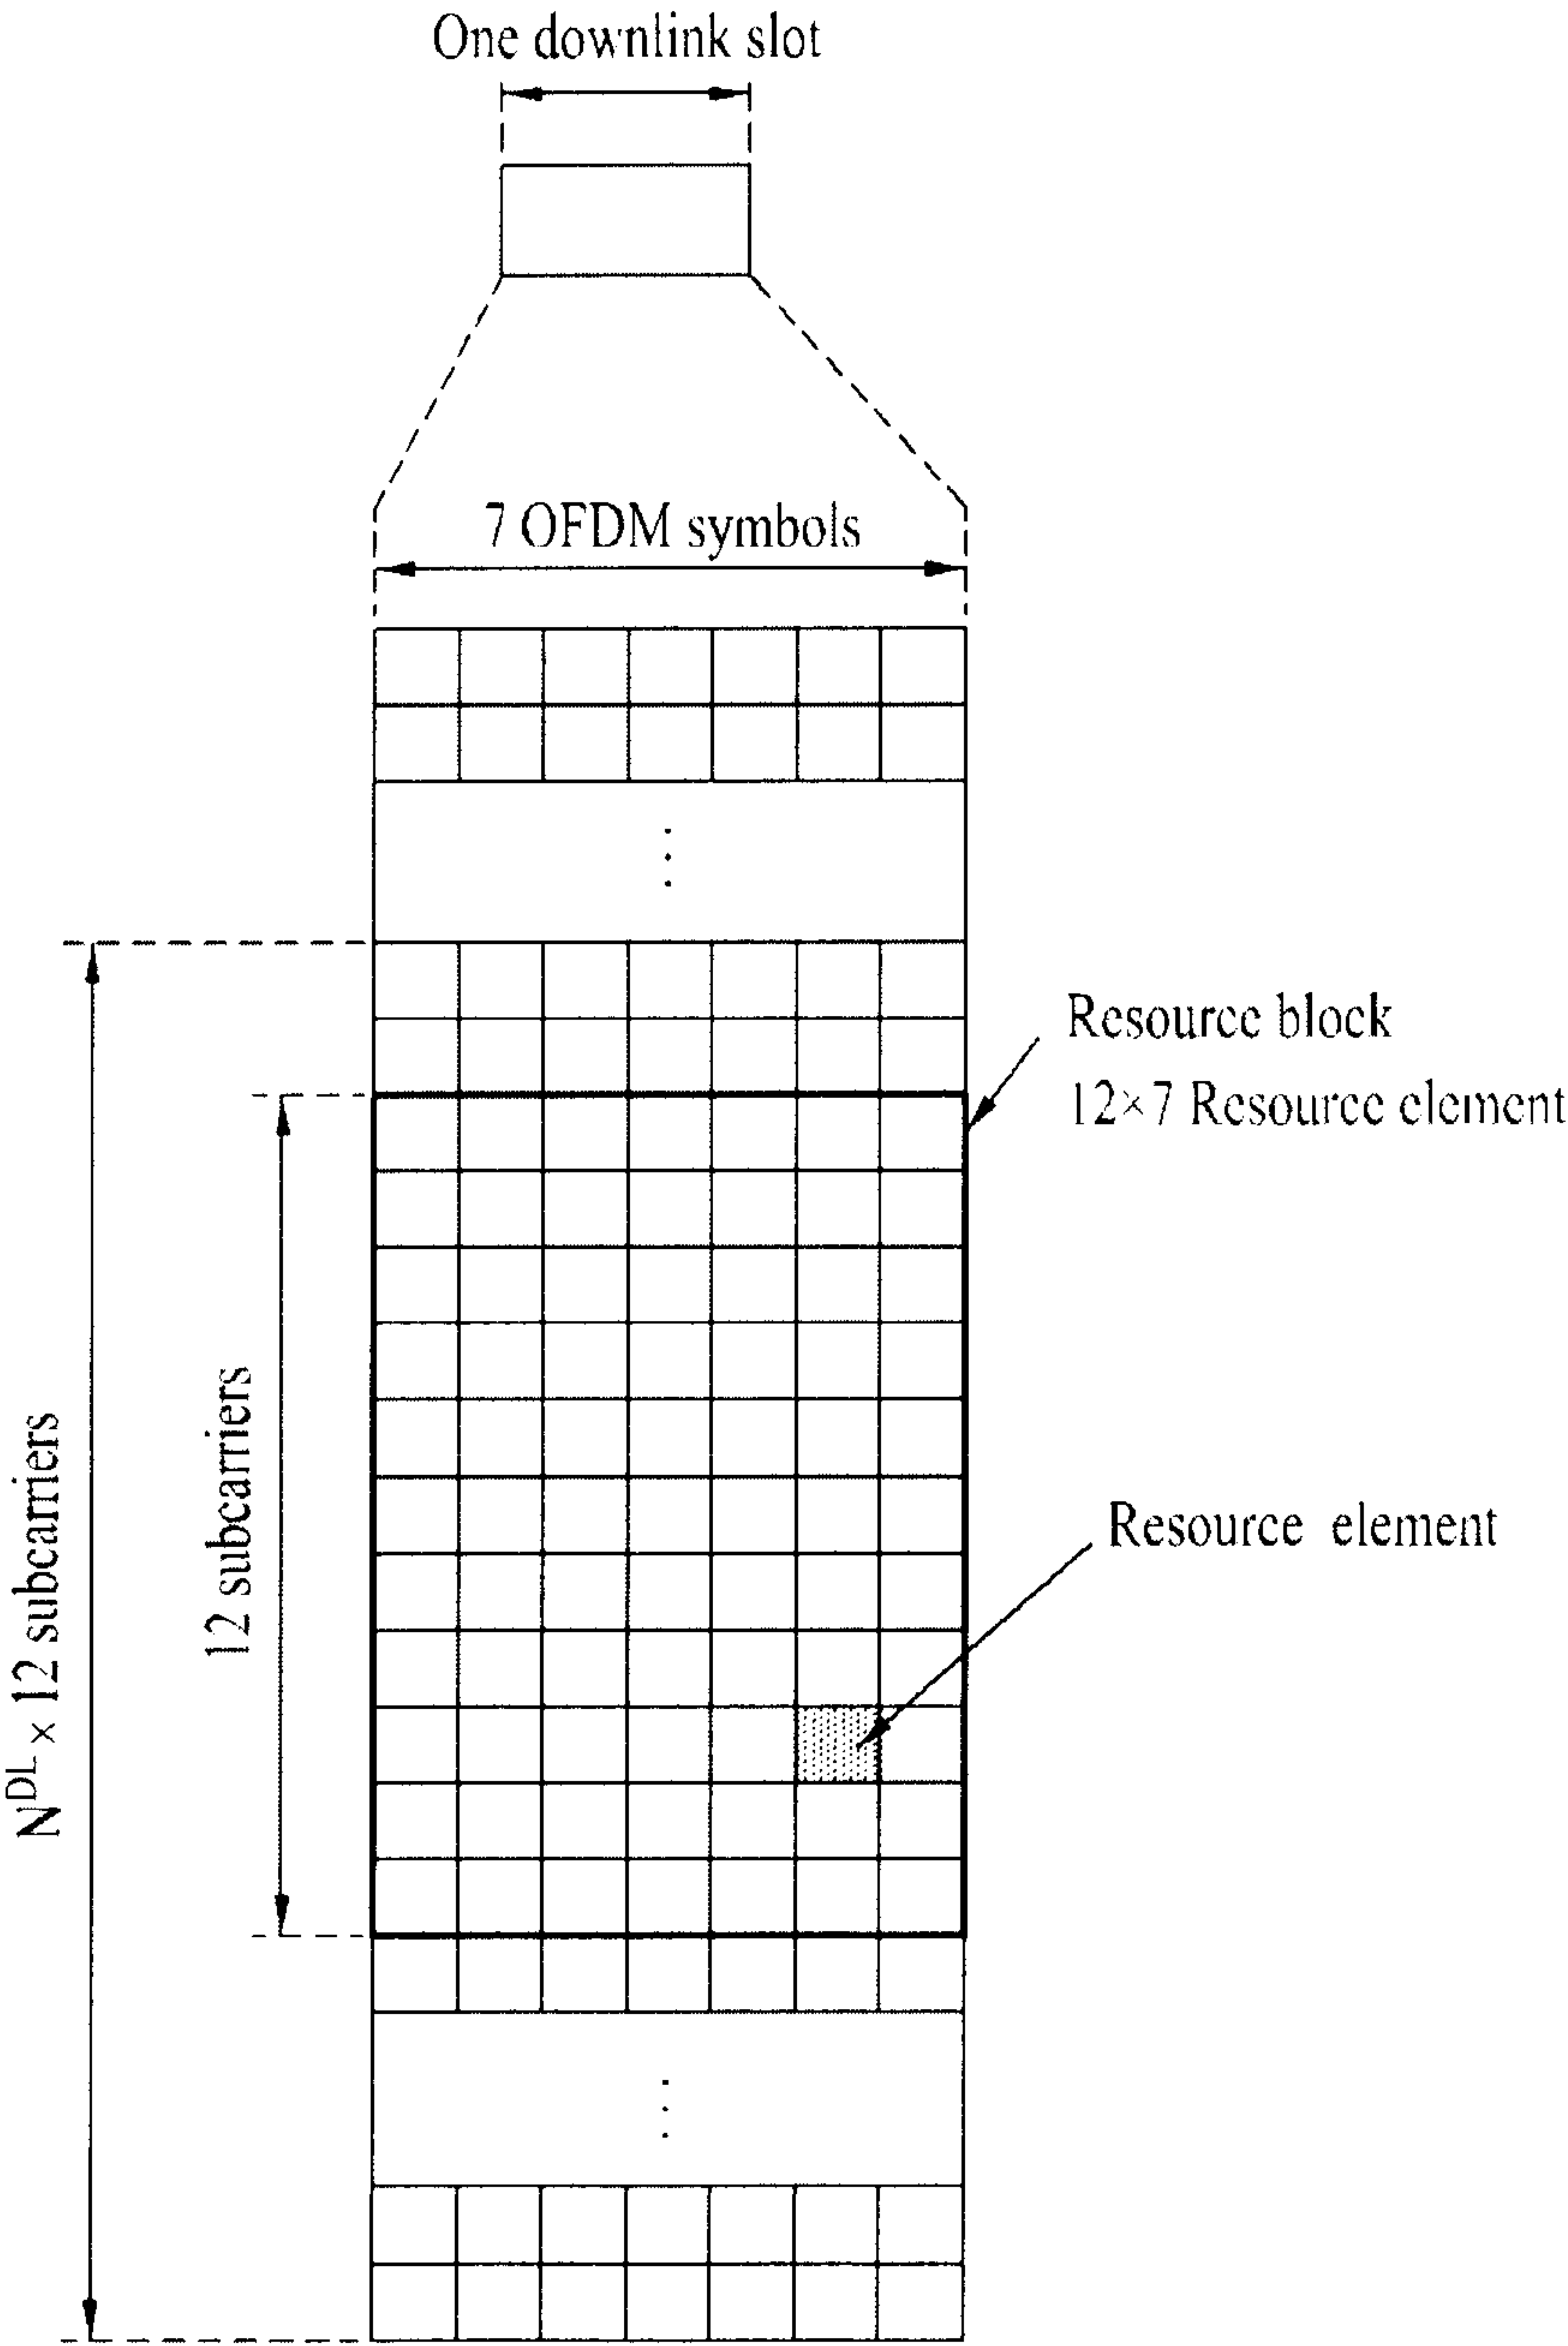 One downlink slot
7 OFDM symbols
Resource block
12×7 Resource element
Resource element
12 subcarriers
N^DL × 12 subcarriers